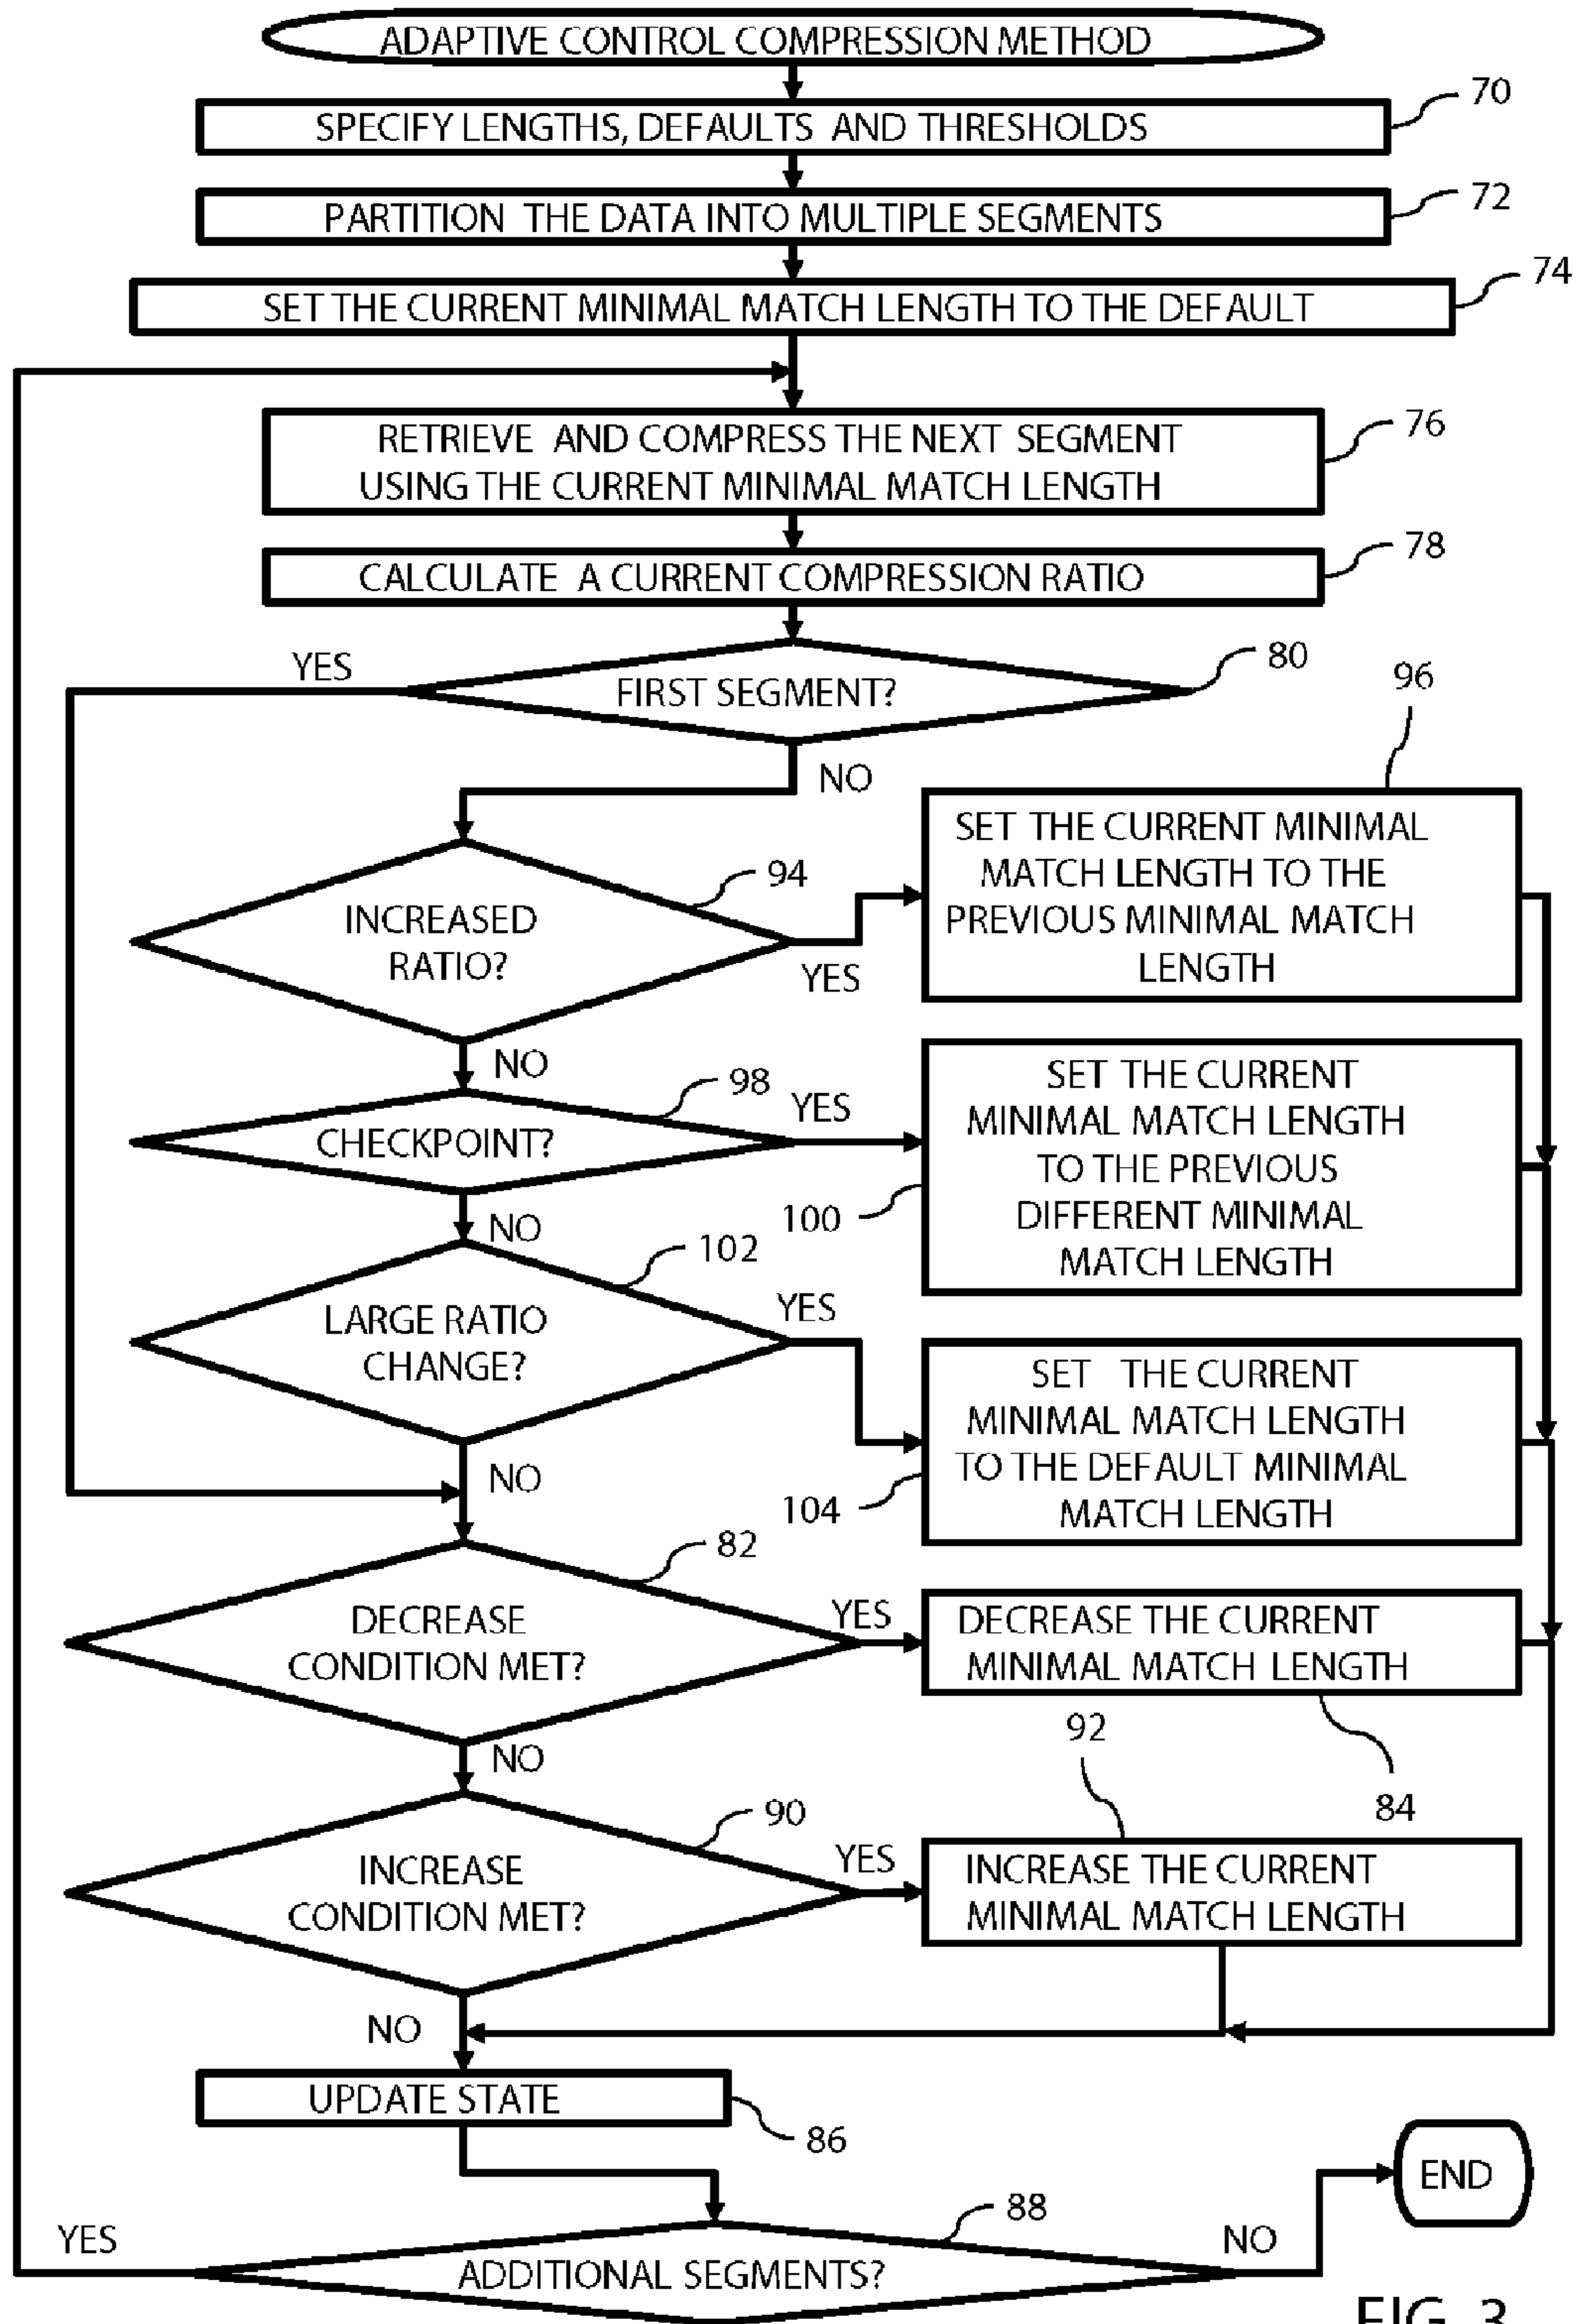 ADAPTIVE CONTROL COMPRESSION METHOD
70
SPECIFY LENGTHS, DEFAULTS AND THRESHOLDS
72
PARTITION THE DATA INTO MULTIPLE SEGMENTS
74
SET THE CURRENT MINIMAL MATCH LENGTH TO THE DEFAULT
76
RETRIEVE AND COMPRESS THE NEXT SEGMENT
USING THE CURRENT MINIMAL MATCH LENGTH
78
CALCULATE A CURRENT COMPRESSION RATIO
80
YES
FIRST SEGMENT?
NO
96
SET THE CURRENT MINIMAL
MATCH LENGTH TO THE
PREVIOUS MINIMAL MATCH
LENGTH
94
INCREASED
RATIO?
YES
NO
98
CHECKPOINT?
YES
SET THE CURRENT
MINIMAL MATCH LENGTH
TO THE PREVIOUS
DIFFERENT MINIMAL
MATCH LENGTH
100
NO
102
LARGE RATIO
CHANGE?
YES
SET THE CURRENT
MINIMAL MATCH LENGTH
TO THE DEFAULT MINIMAL
MATCH LENGTH
104
NO
82
DECREASE
CONDITION MET?
YES
DECREASE THE CURRENT
MINIMAL MATCH LENGTH
84
NO
92
90
INCREASE
CONDITION MET?
YES
INCREASE THE CURRENT
MINIMAL MATCH LENGTH
NO
UPDATE STATE
86
END
88
YES
ADDITIONAL SEGMENTS?
NO
FIG. 3